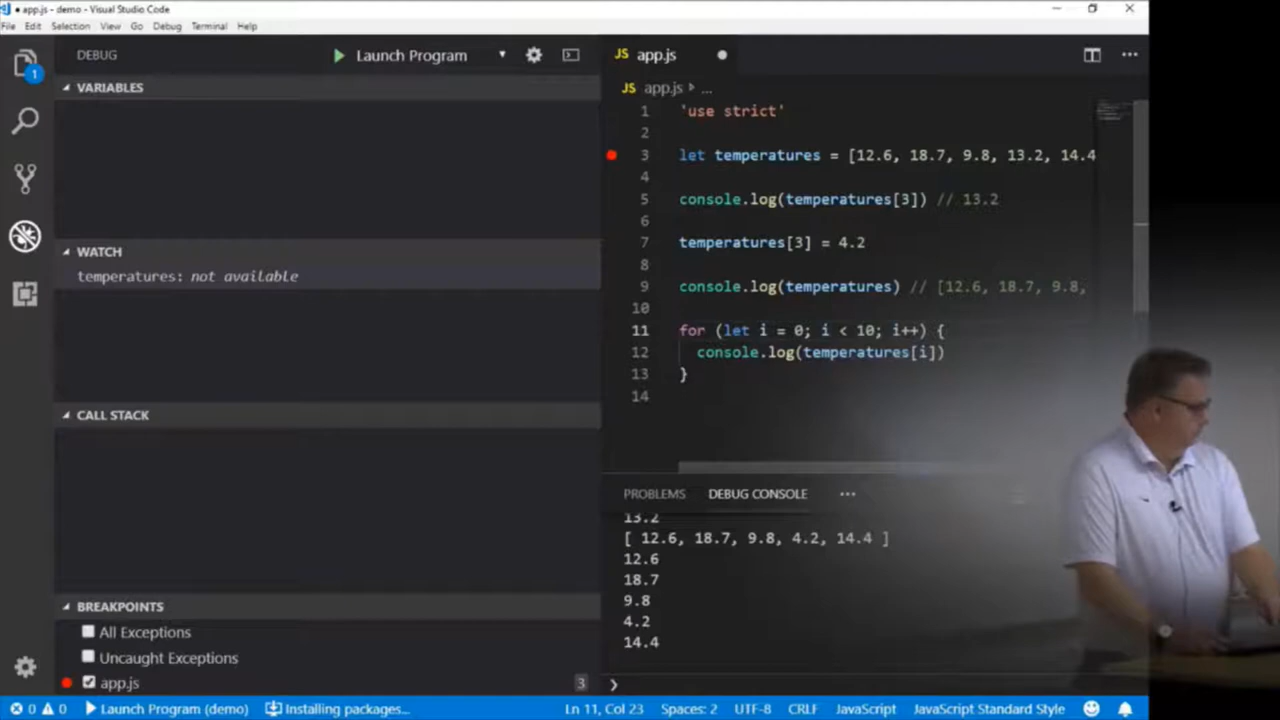 ● app.js - demo - Visual Studio Code
File Edit Selection View Go Debug Terminal Help
1
DEBUG
Launch Program
VARIABLES
WATCH
temperatures: not available
CALL STACK
BREAKPOINTS
All Exceptions
Uncaught Exceptions
app.js 3
JS app.js ●
JS app.js ▸ ...
1 'use strict'
2
3 let temperatures = [12.6, 18.7, 9.8, 13.2, 14.4
4
5 console.log(temperatures[3]) // 13.2
6
7 temperatures[3] = 4.2
8
9 console.log(temperatures) // [12.6, 18.7, 9.8,
10
11 for (let i = 0; i < 10; i++) {
12 console.log(temperatures[i])
13 }
14
PROBLEMS DEBUG CONSOLE ...
13.2
[ 12.6, 18.7, 9.8, 4.2, 14.4 ]
12.6
18.7
9.8
4.2
14.4
❯
0 0 Launch Program (demo) Installing packages... Ln 11, Col 23 Spaces: 2 UTF-8 CRLF JavaScript JavaScript Standard Style